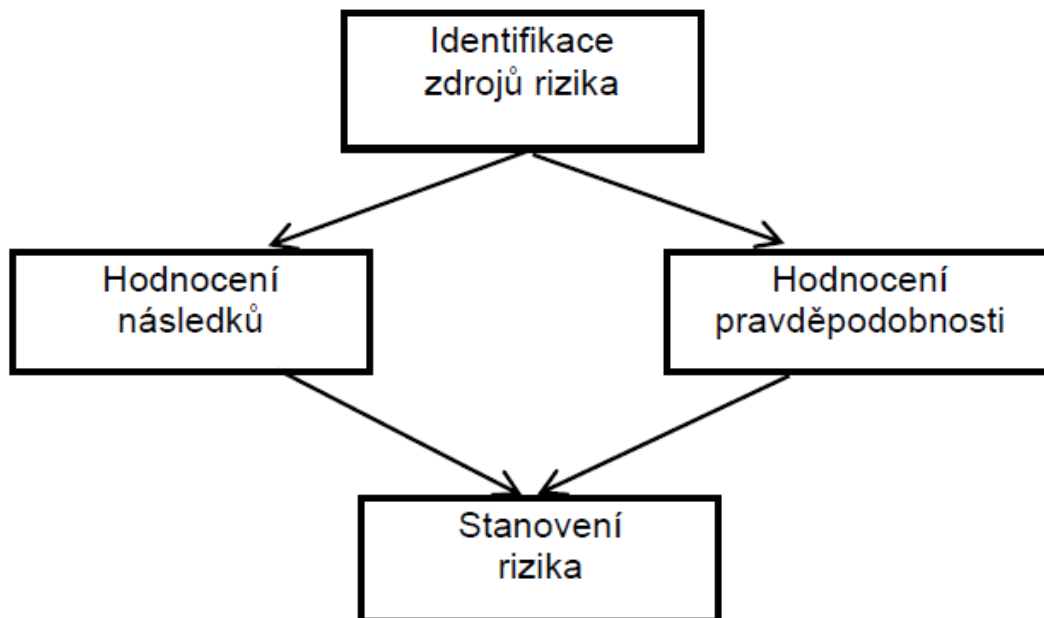 Identifikace
zdrojů rizika
Hodnocení
následků
Hodnocení
pravděpodobnosti
Stanovení
rizika